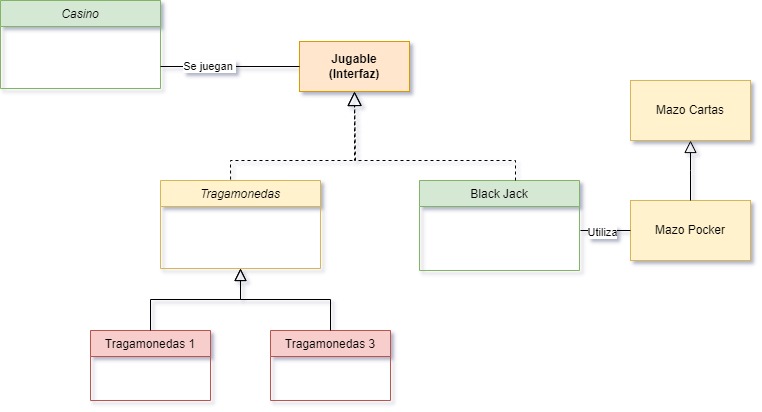 Casino
Se juegan
Jugable
(Interfaz)
Mazo Cartas
Tragamonedas
Black Jack
Utiliza
Mazo Pocker
Tragamonedas 1
Tragamonedas 3